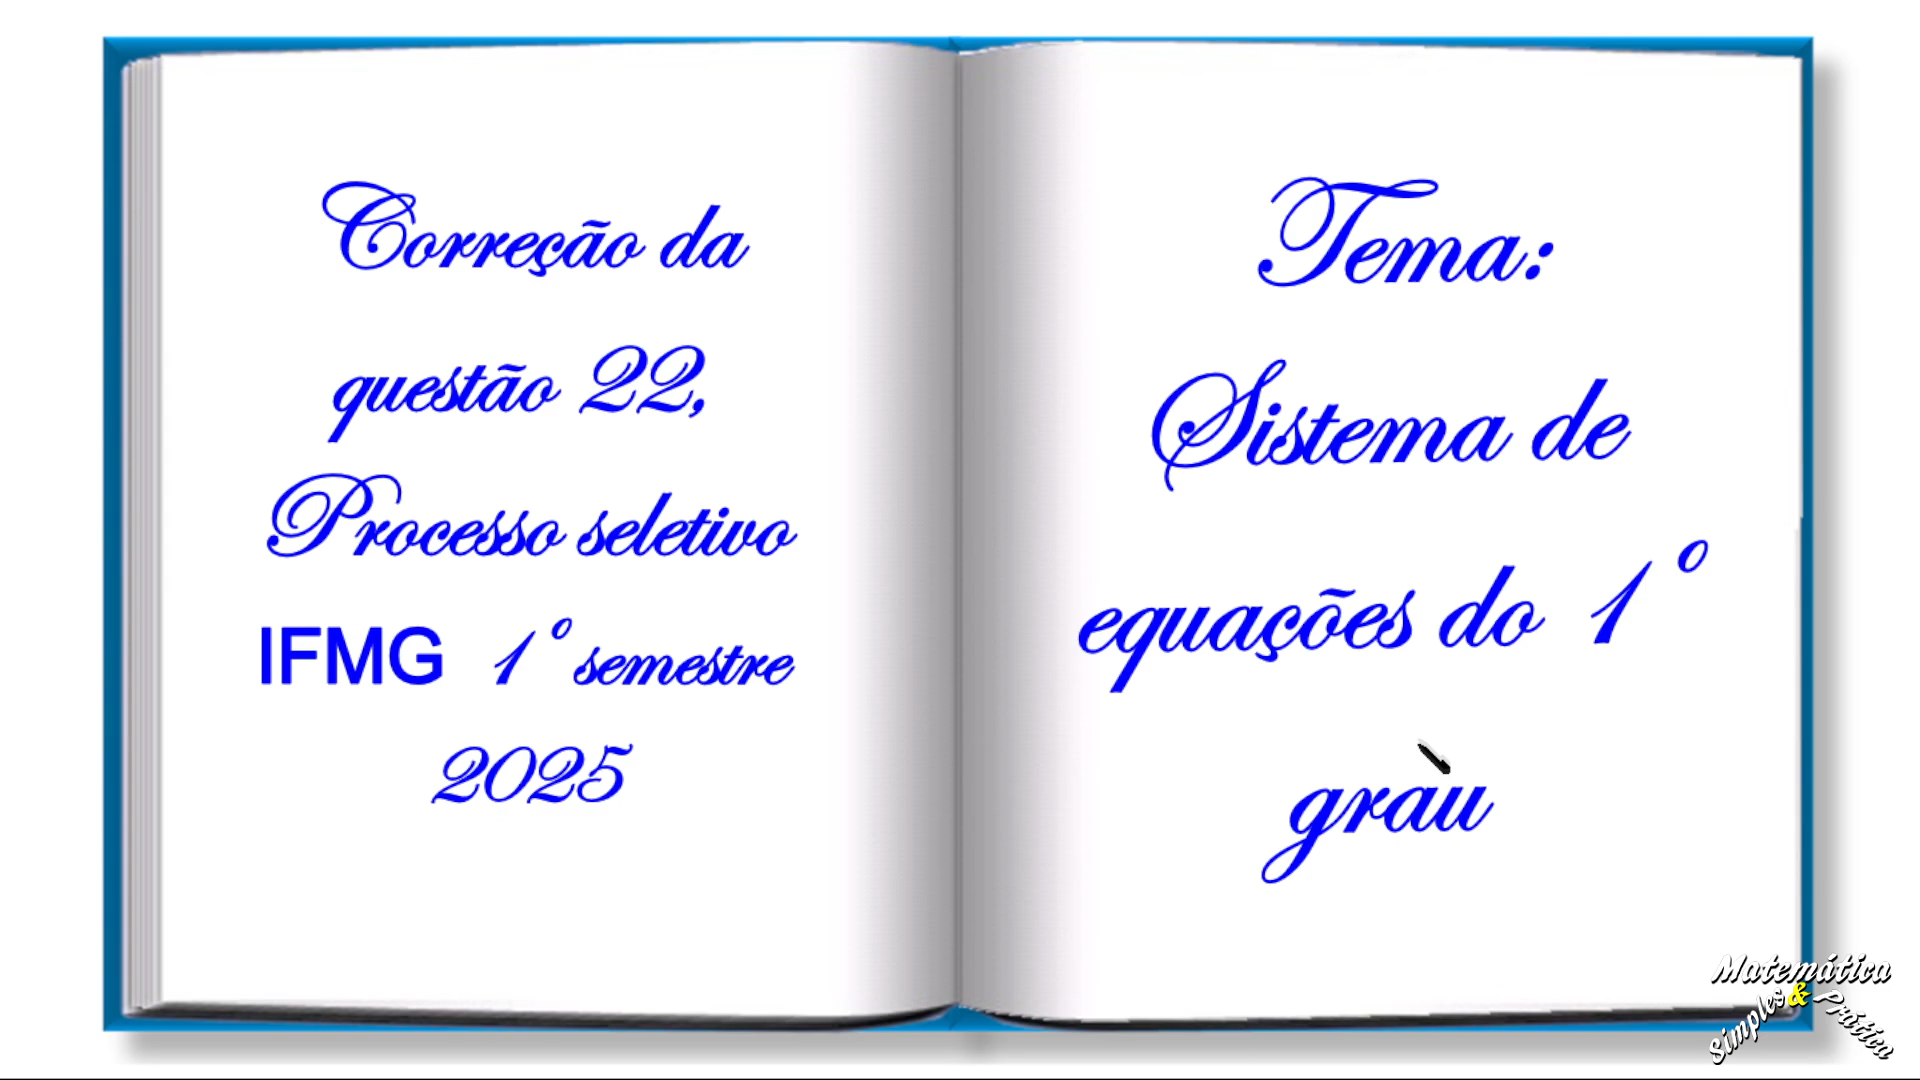 Correção da
questão 22,
Processo seletivo
IFMG 1° semestre
2025
Tema:
Sistema de
equações do 1°
grau
Matemática
Simples & Prática